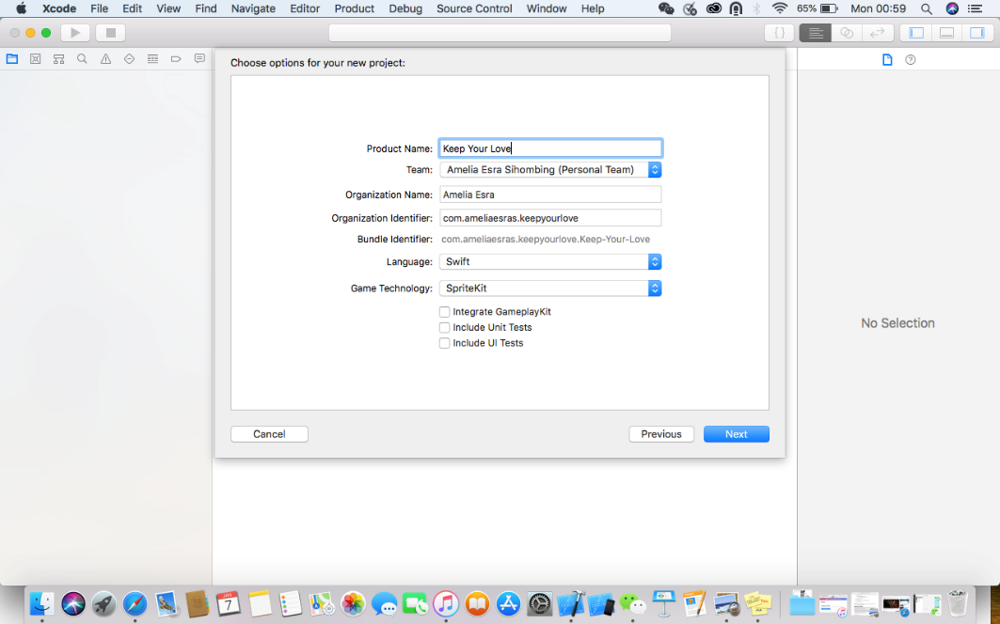 Xcode File Edit View Find Navigate Editor Product Debug Source Control Window Help 65% Mon 00:59
Choose options for your new project:
Product Name: Keep Your Love
Team: Amelia Esra Sihombing (Personal Team)
Organization Name: Amelia Esra
Organization Identifier: com.ameliaesras.keepyourlove
Bundle Identifier: com.ameliaesras.keepyourlove.Keep-Your-Love
Language: Swift
Game Technology: SpriteKit
Integrate GameplayKit
Include Unit Tests
Include UI Tests
No Selection
Cancel Previous Next
7